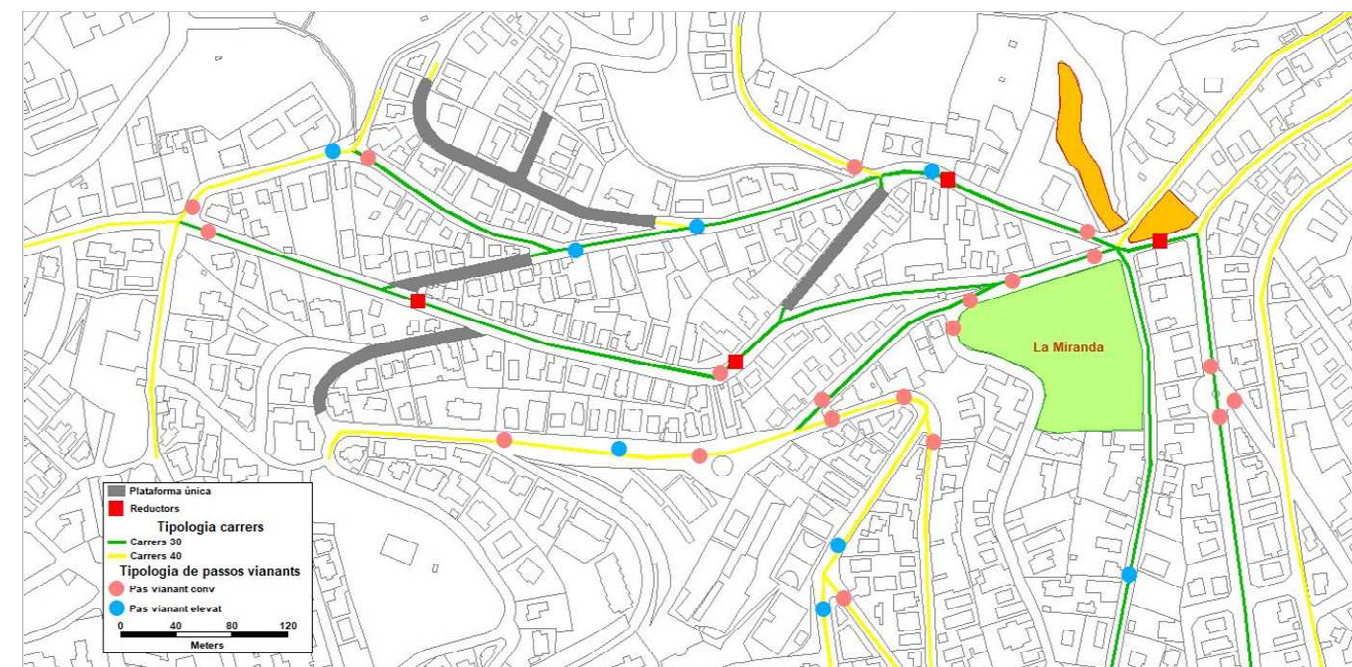 La Miranda
Plataforma única
Reductors
Tipologia carrers
Carrers 30
Carrers 40
Tipologia de passos vianants
Pas vianant conv
Pas vianant elevat
0 40 80 120
Meters